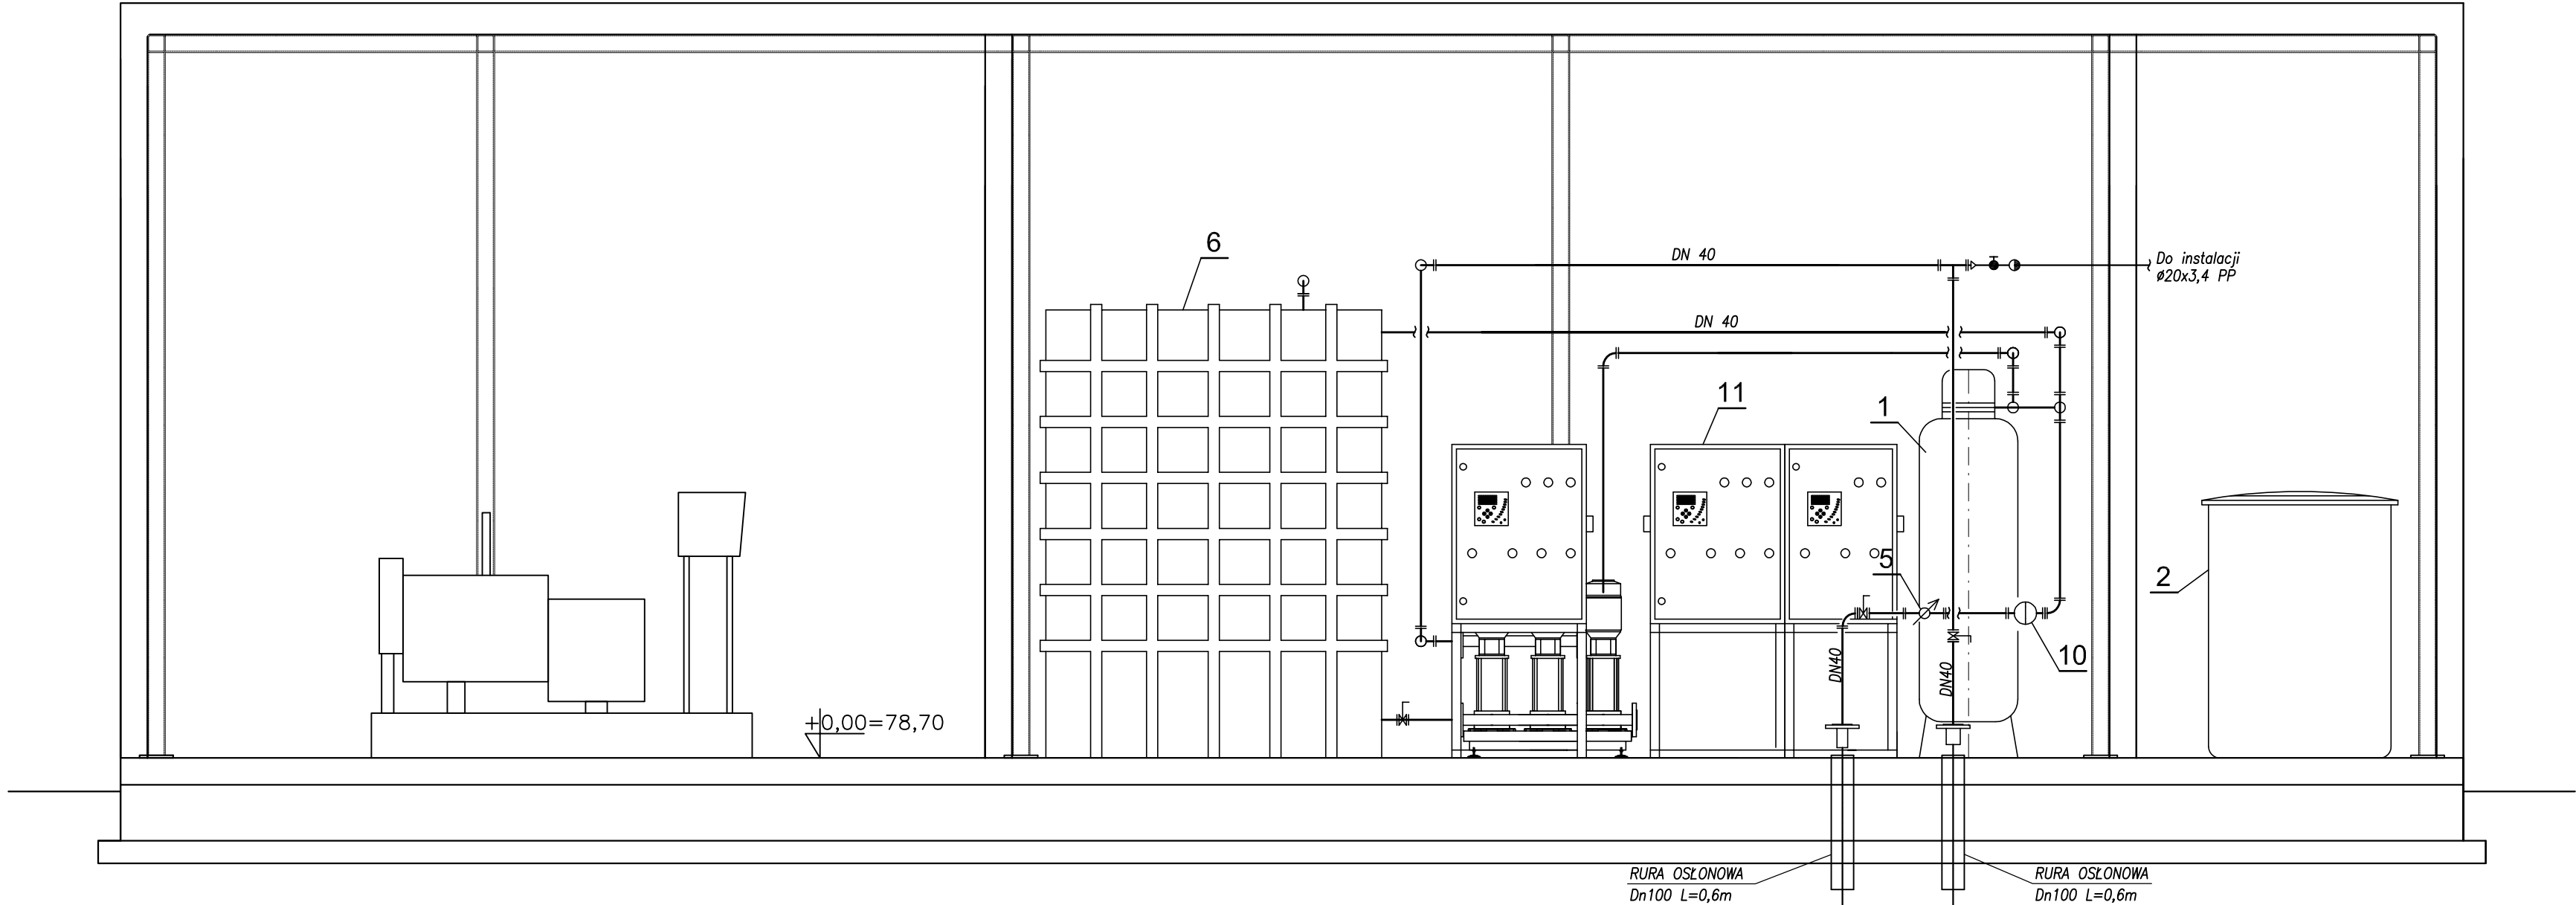 6
DN 40
Do instalacji
ø20x3,4 PP
DN 40
11
1
5
2
10
DN40
DN40
+0,00=78,70
RURA OSŁONOWA
Dn100 L=0,6m
RURA OSŁONOWA
Dn100 L=0,6m